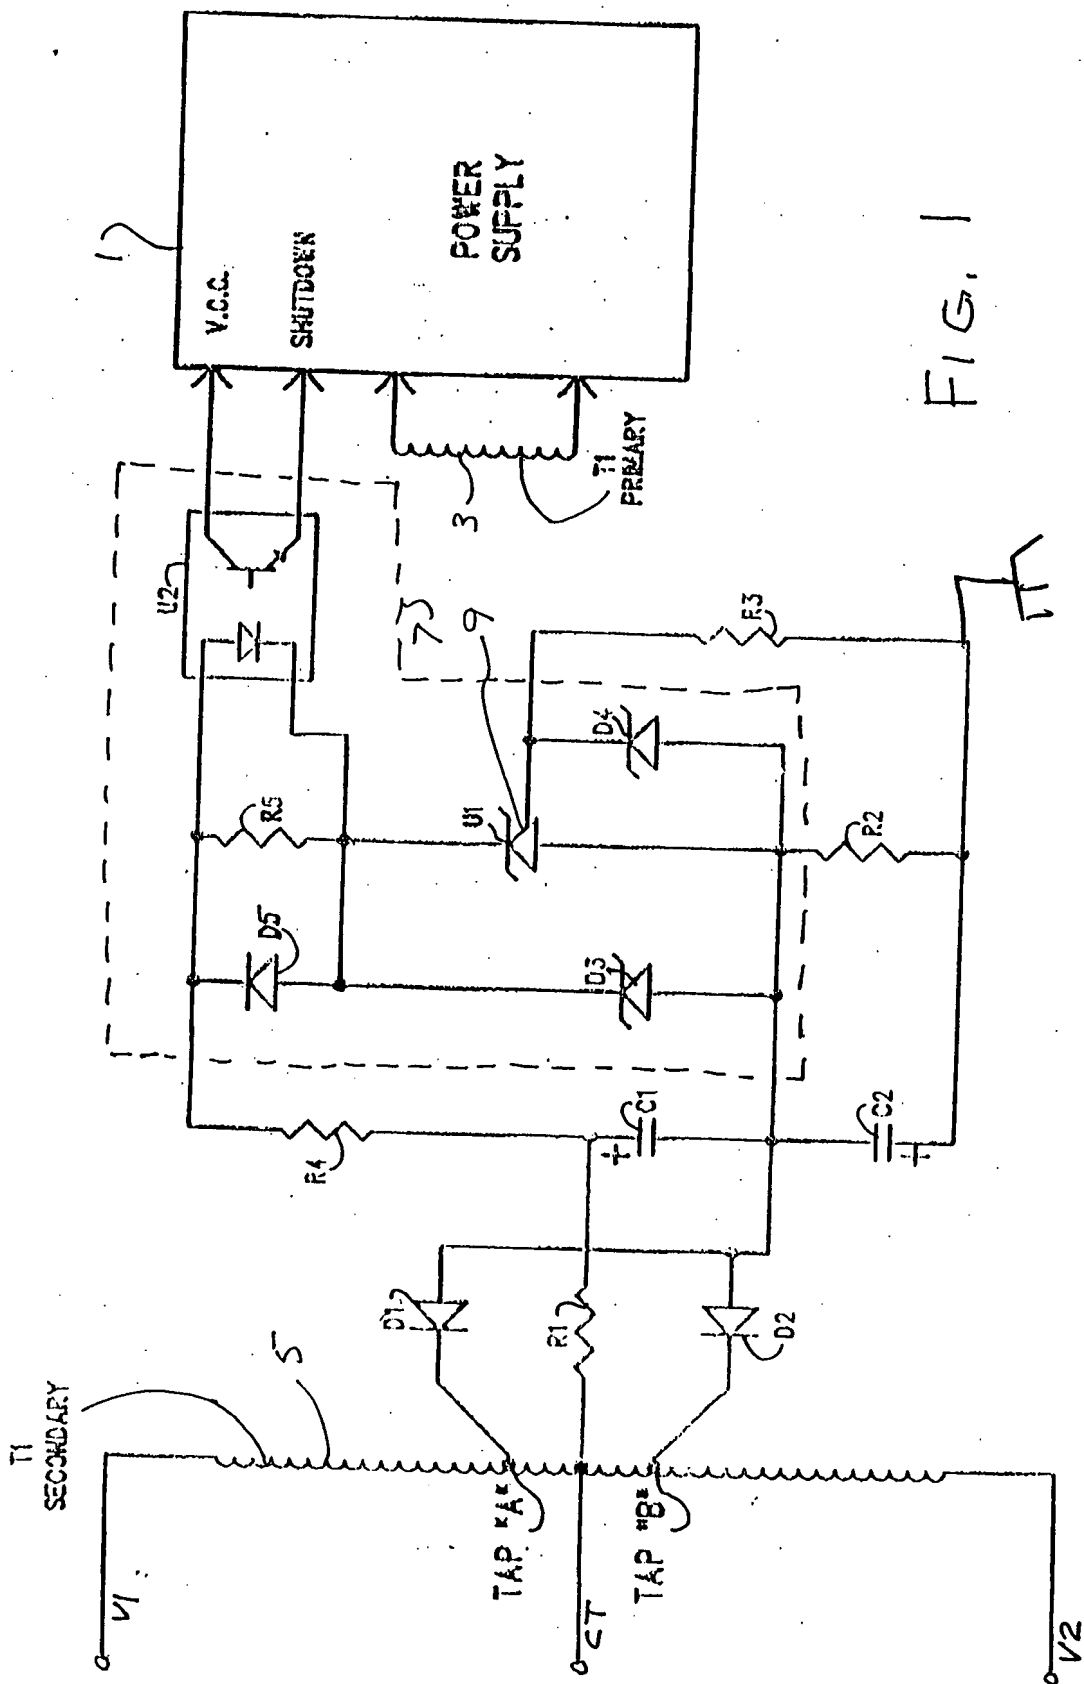 T1
SECONDARY
5
V1
TAP "A"
CT
TAP "B"
V2
D1
R1
D2
R4
+
C1
C2
+
D5
R5
U2
D3
U1
9
D4
R2
R3
7
3
T1
PRIMARY
1
V.C.C.
SHUTDOWN
POWER
SUPPLY
FIG. 1